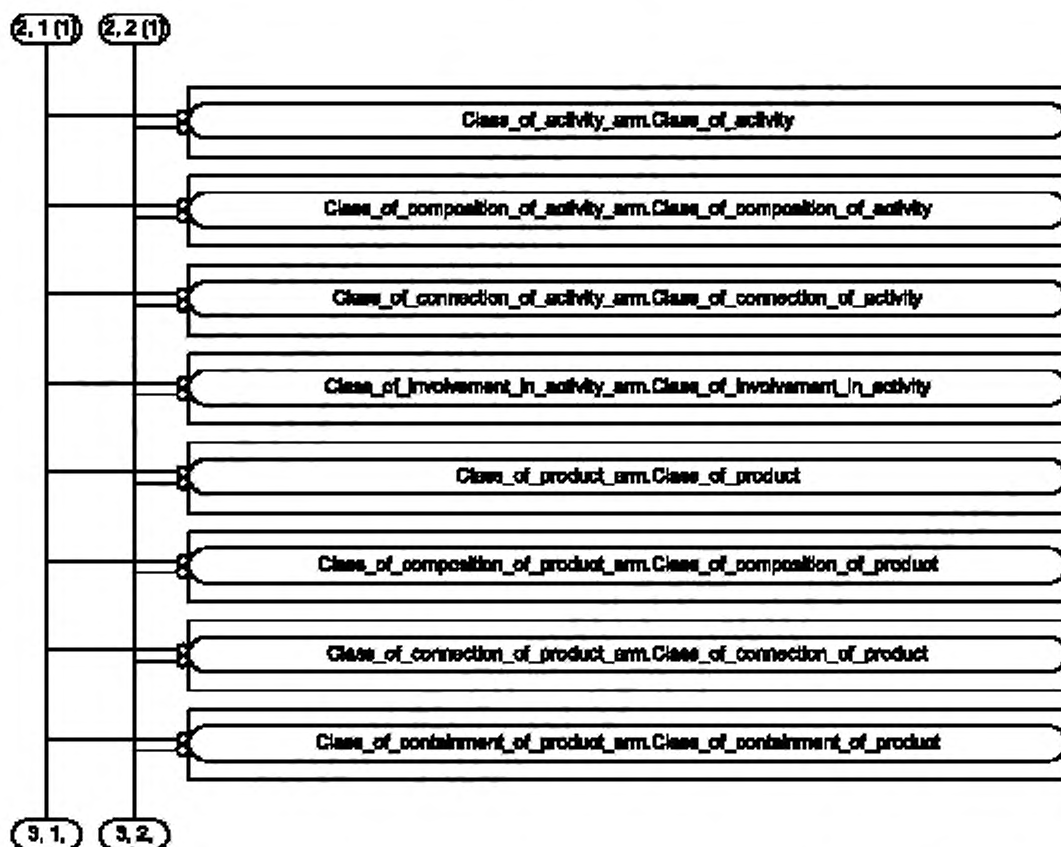 2, 1 (1) 2, 2 (1)
Class_of_activity_arm.Class_of_activity
Class_of_composition_of_activity_arm.Class_of_composition_of_activity
Class_of_connection_of_activity_arm.Class_of_connection_of_activity
Class_of_involvement_in_activity_arm.Class_of_involvement_in_activity
Class_of_product_arm.Class_of_product
Class_of_composition_of_product_arm.Class_of_composition_of_product
Class_of_connection_of_product_arm.Class_of_connection_of_product
Class_of_containment_of_product_arm.Class_of_containment_of_product
3, 1, 3, 2,